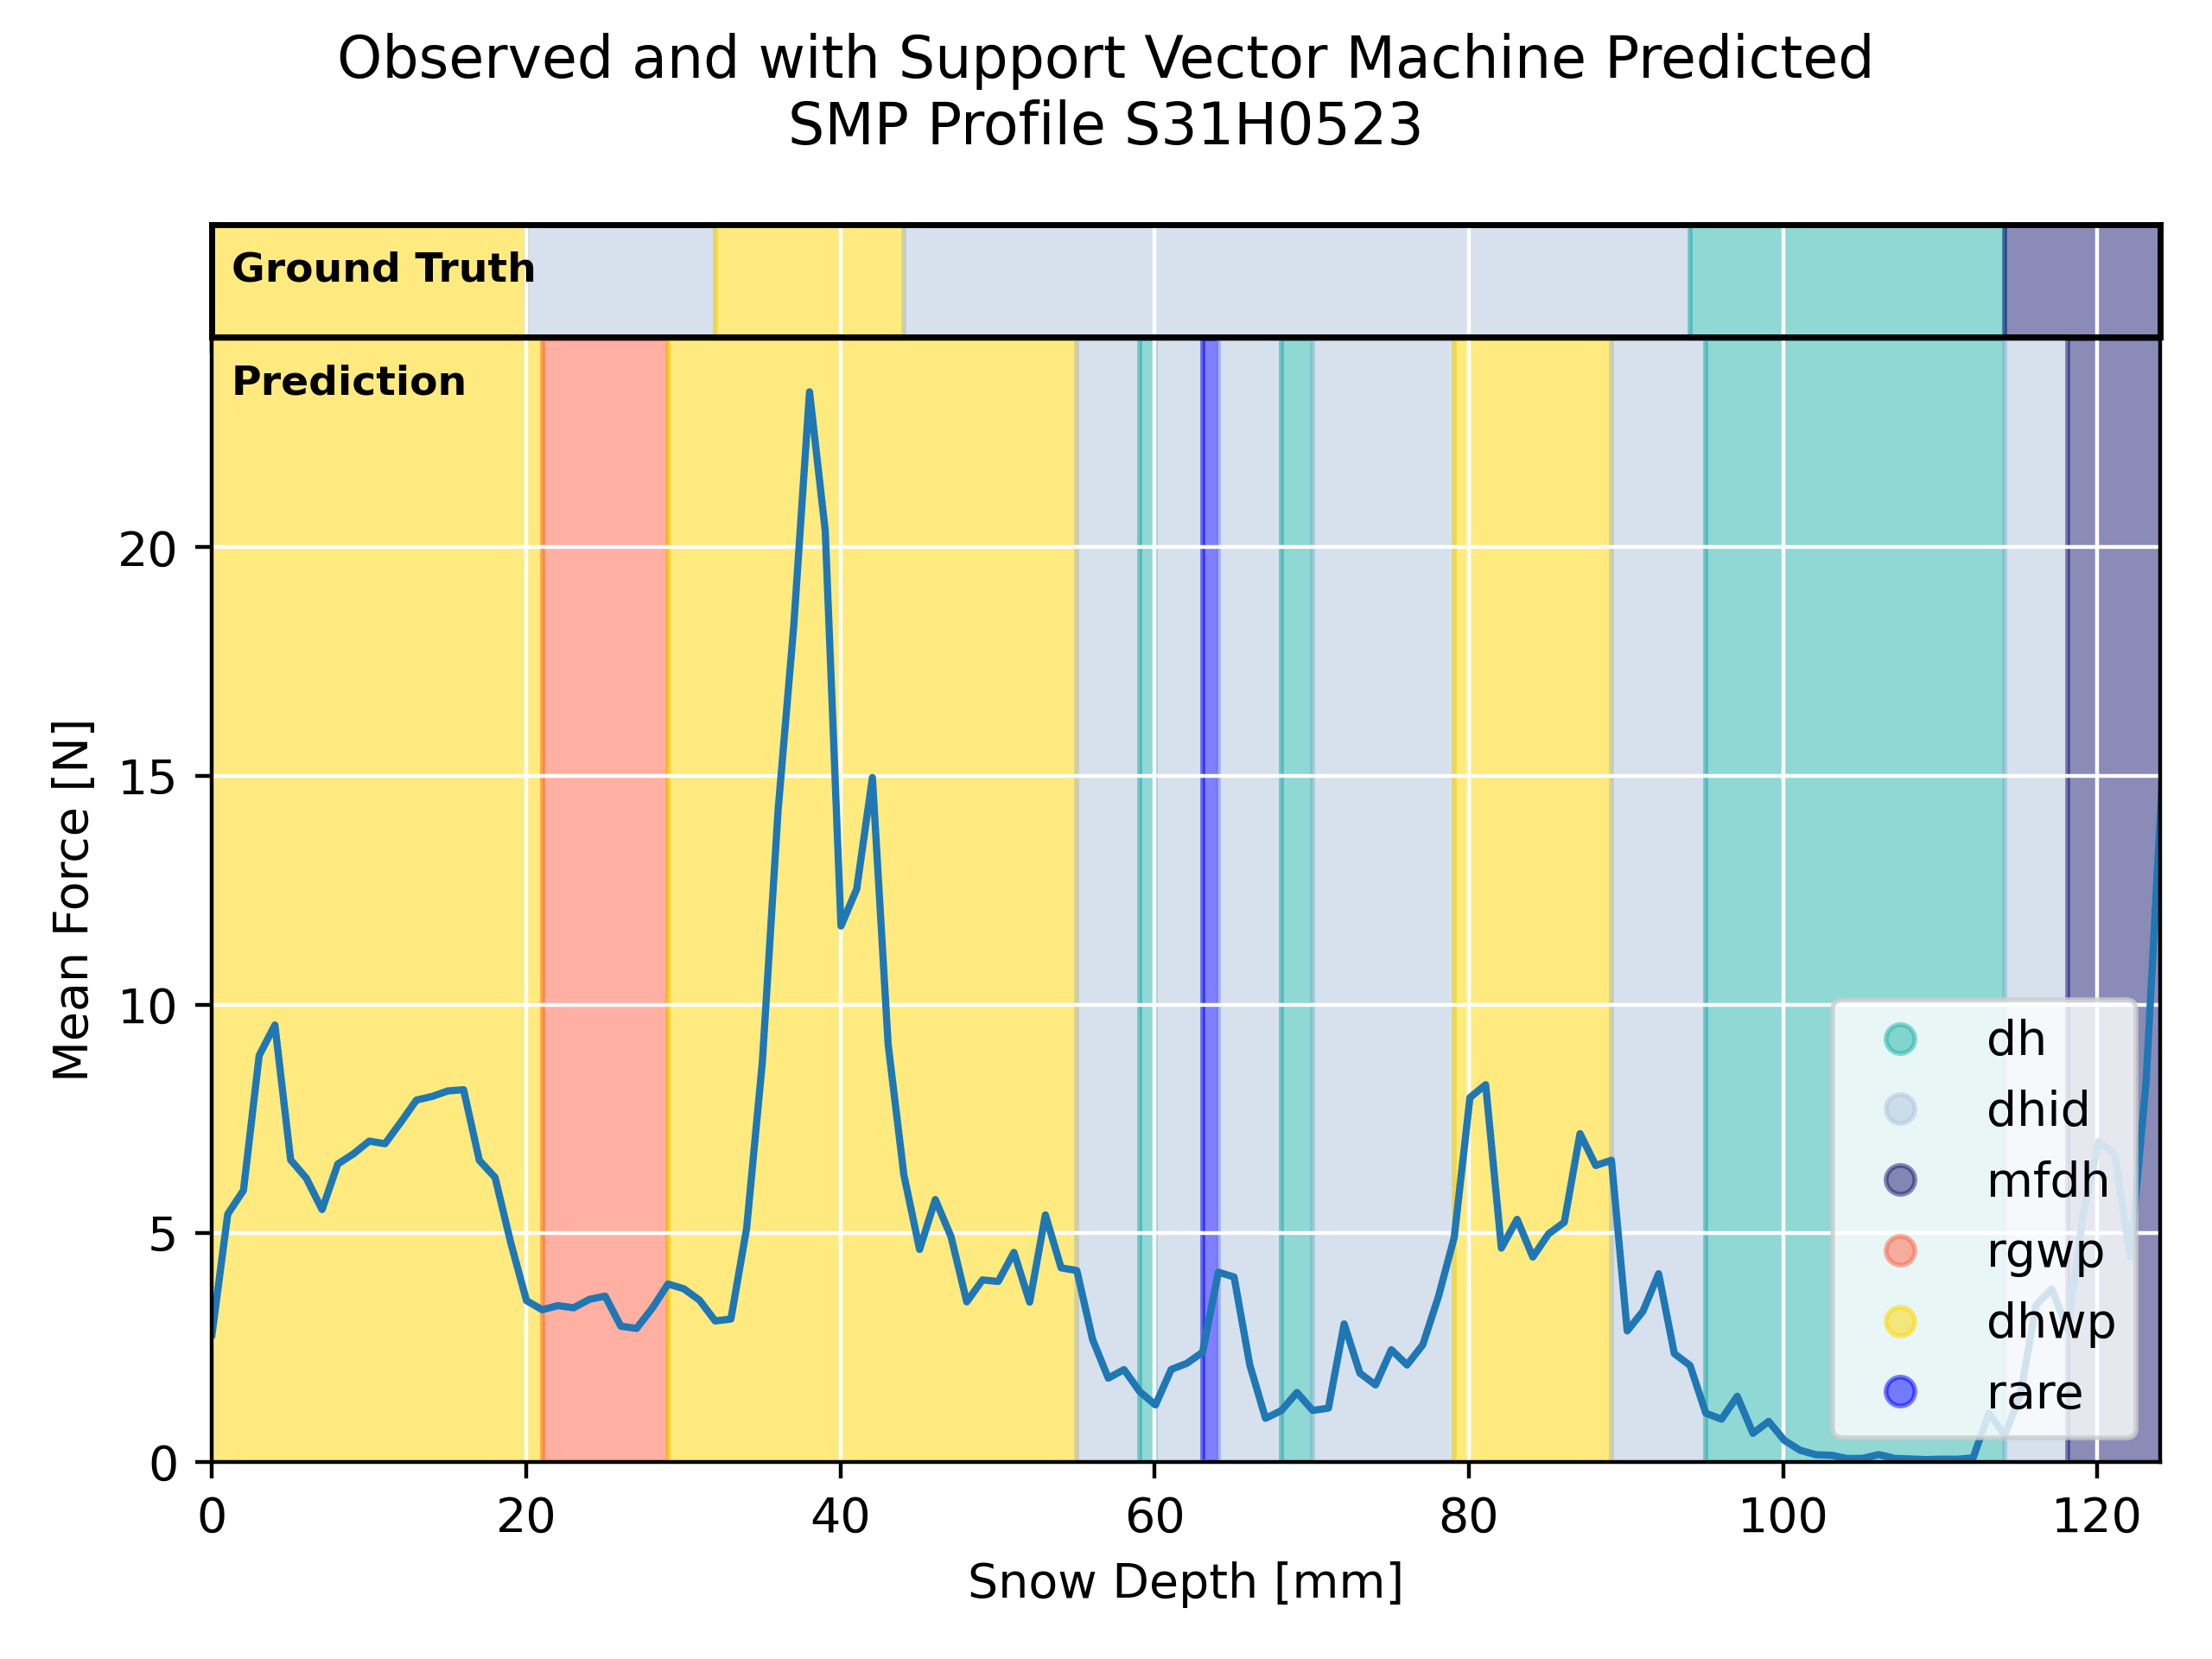 Observed and with Support Vector Machine Predicted
SMP Profile S31H0523
Ground Truth
Prediction
Mean Force [N]
20
15
10
5
0
dh
dhid
mfdh
rgwp
dhwp
rare
0 20 40 60 80 100 120
Snow Depth [mm]